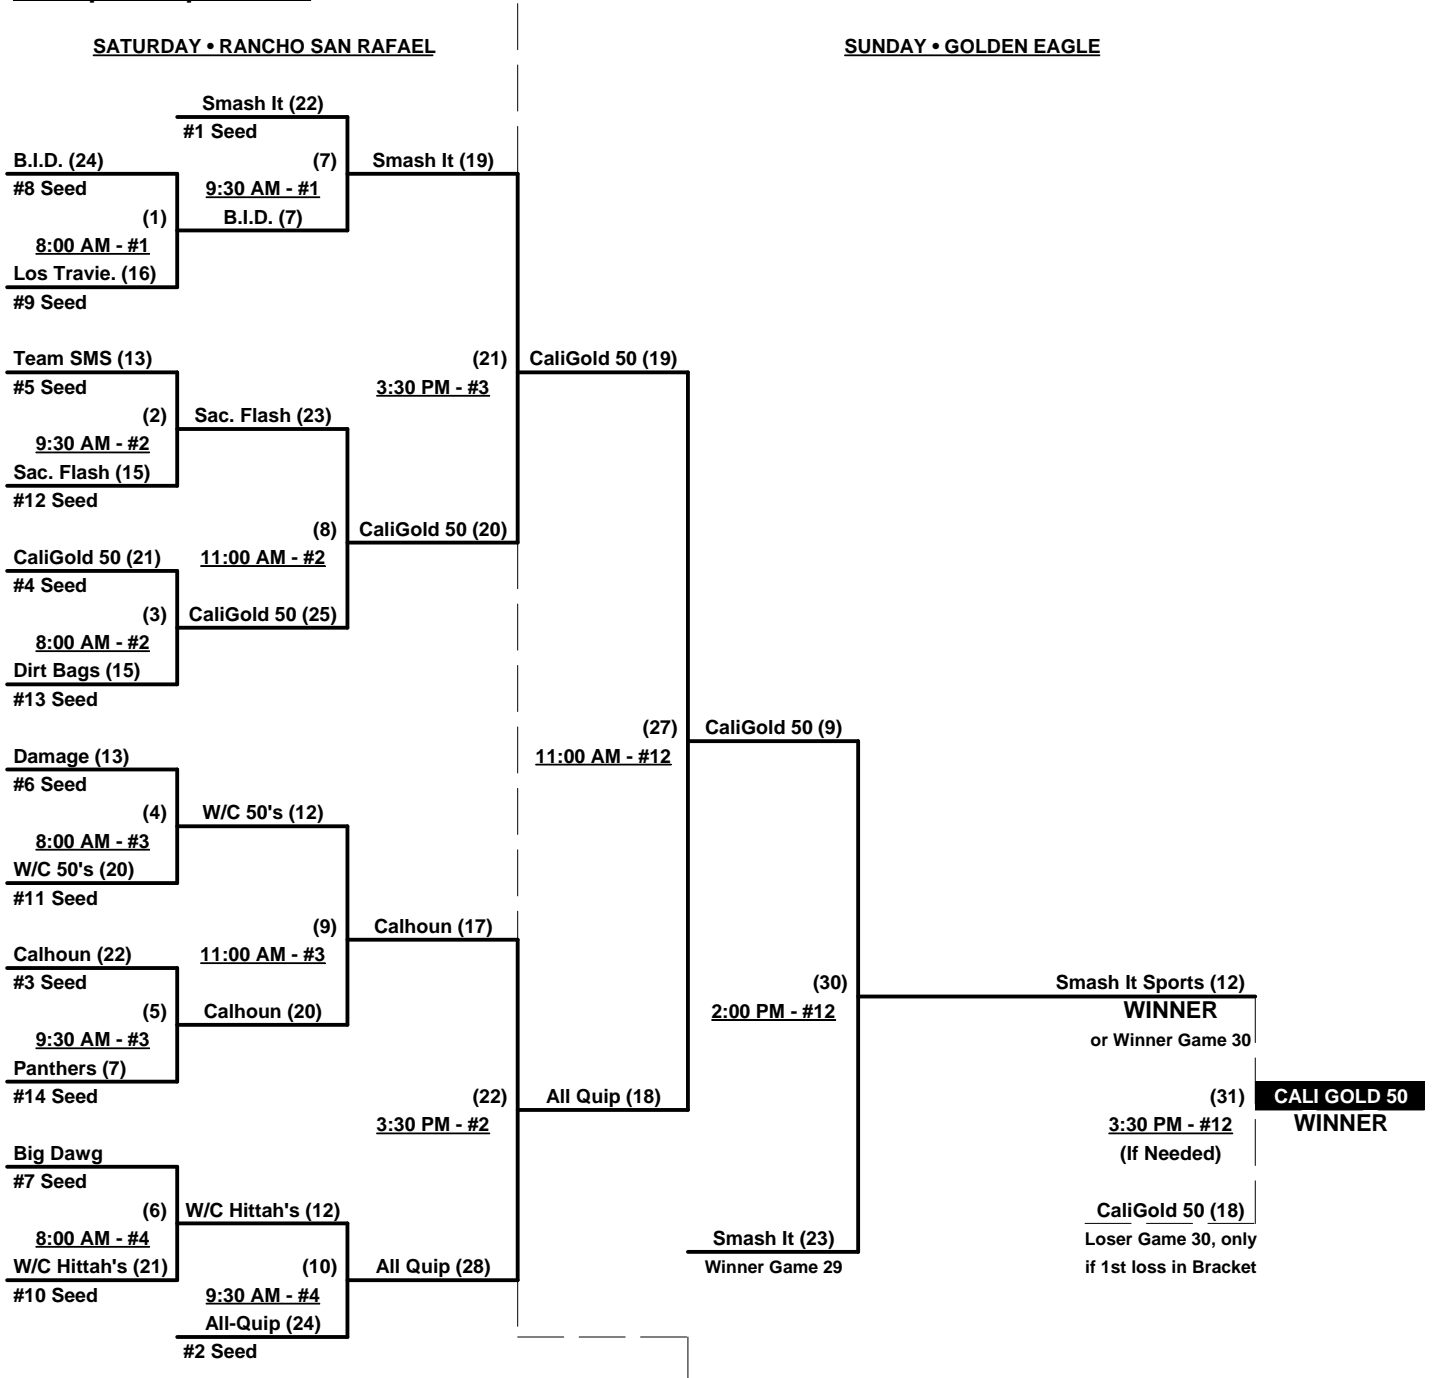 SATURDAY • RANCHO SAN RAFAEL
SUNDAY • GOLDEN EAGLE
Smash It (22)
#1 Seed
B.I.D. (24)
(7)
Smash It (19)
#8 Seed
9:30 AM - #1
(1)
B.I.D. (7)
8:00 AM - #1
Los Travie. (16)
#9 Seed
Team SMS (13)
(21)
CaliGold 50 (19)
#5 Seed
3:30 PM - #3
(2)
Sac. Flash (23)
9:30 AM - #2
Sac. Flash (15)
#12 Seed
(8)
CaliGold 50 (20)
CaliGold 50 (21)
11:00 AM - #2
#4 Seed
(3)
CaliGold 50 (25)
8:00 AM - #2
Dirt Bags (15)
#13 Seed
(27)
CaliGold 50 (9)
Damage (13)
11:00 AM - #12
#6 Seed
(4)
W/C 50's (12)
8:00 AM - #3
W/C 50's (20)
#11 Seed
(9)
Calhoun (17)
Calhoun (22)
11:00 AM - #3
#3 Seed
(30)
Smash It Sports (12)
(5)
Calhoun (20)
2:00 PM - #12
WINNER
9:30 AM - #3
or Winner Game 30
Panthers (7)
#14 Seed
(22)
All Quip (18)
(31)
CALI GOLD 50
3:30 PM - #2
3:30 PM - #12
WINNER
Big Dawg
(If Needed)
#7 Seed
(6)
W/C Hittah's (12)
CaliGold 50 (18)
8:00 AM - #4
Smash It (23)
Loser Game 30, only
W/C Hittah's (21)
(10)
All Quip (28)
Winner Game 29
if 1st loss in Bracket
#10 Seed
9:30 AM - #4
All-Quip (24)
#2 Seed